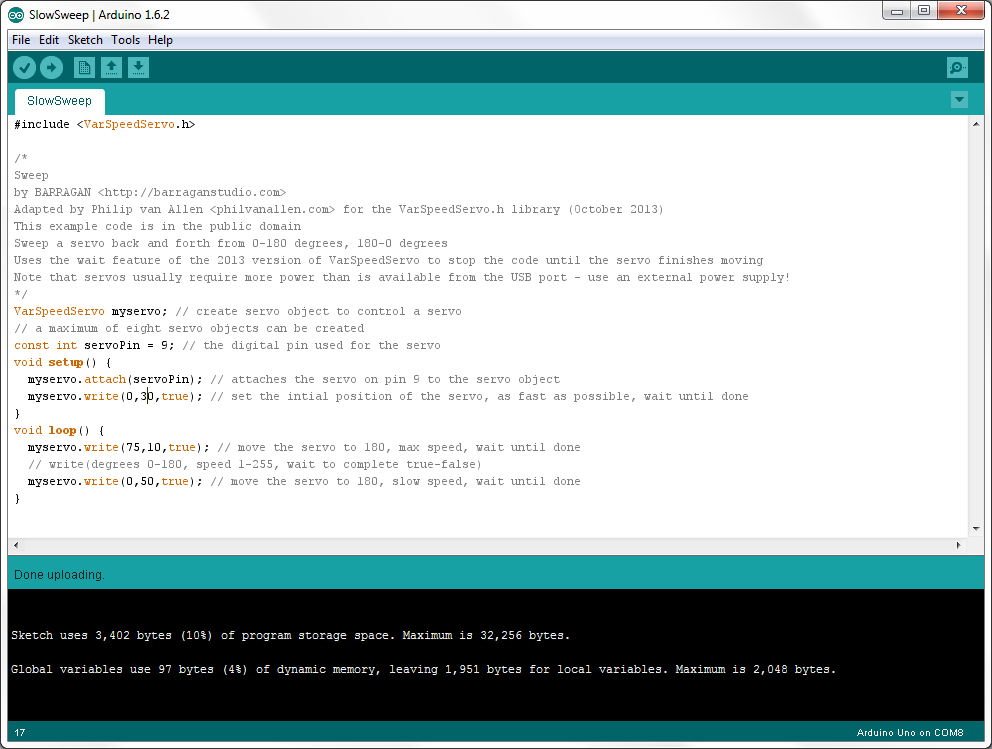 SlowSweep | Arduino 1.6.2
File Edit Sketch Tools Help
SlowSweep
#include <VarSpeedServo.h>
/*
Sweep
by BARRAGAN <http://barraganstudio.com>
Adapted by Philip van Allen <philvanallen.com> for the VarSpeedServo.h library (October 2013)
This example code is in the public domain
Sweep a servo back and forth from 0-180 degrees, 180-0 degrees
Uses the wait feature of the 2013 version of VarSpeedServo to stop the code until the servo finishes moving
Note that servos usually require more power than is available from the USB port - use an external power supply!
*/
VarSpeedServo myservo; // create servo object to control a servo
// a maximum of eight servo objects can be created
const int servoPin = 9; // the digital pin used for the servo
void setup() {
  myservo.attach(servoPin); // attaches the servo on pin 9 to the servo object
  myservo.write(0,30,true); // set the intial position of the servo, as fast as possible, wait until done
}
void loop() {
  myservo.write(75,10,true); // move the servo to 180, max speed, wait until done
  // write(degrees 0-180, speed 1-255, wait to complete true-false)
  myservo.write(0,50,true); // move the servo to 180, slow speed, wait until done
}
Done uploading.
Sketch uses 3,402 bytes (10%) of program storage space. Maximum is 32,256 bytes.
Global variables use 97 bytes (4%) of dynamic memory, leaving 1,951 bytes for local variables. Maximum is 2,048 bytes.
17 Arduino Uno on COM8